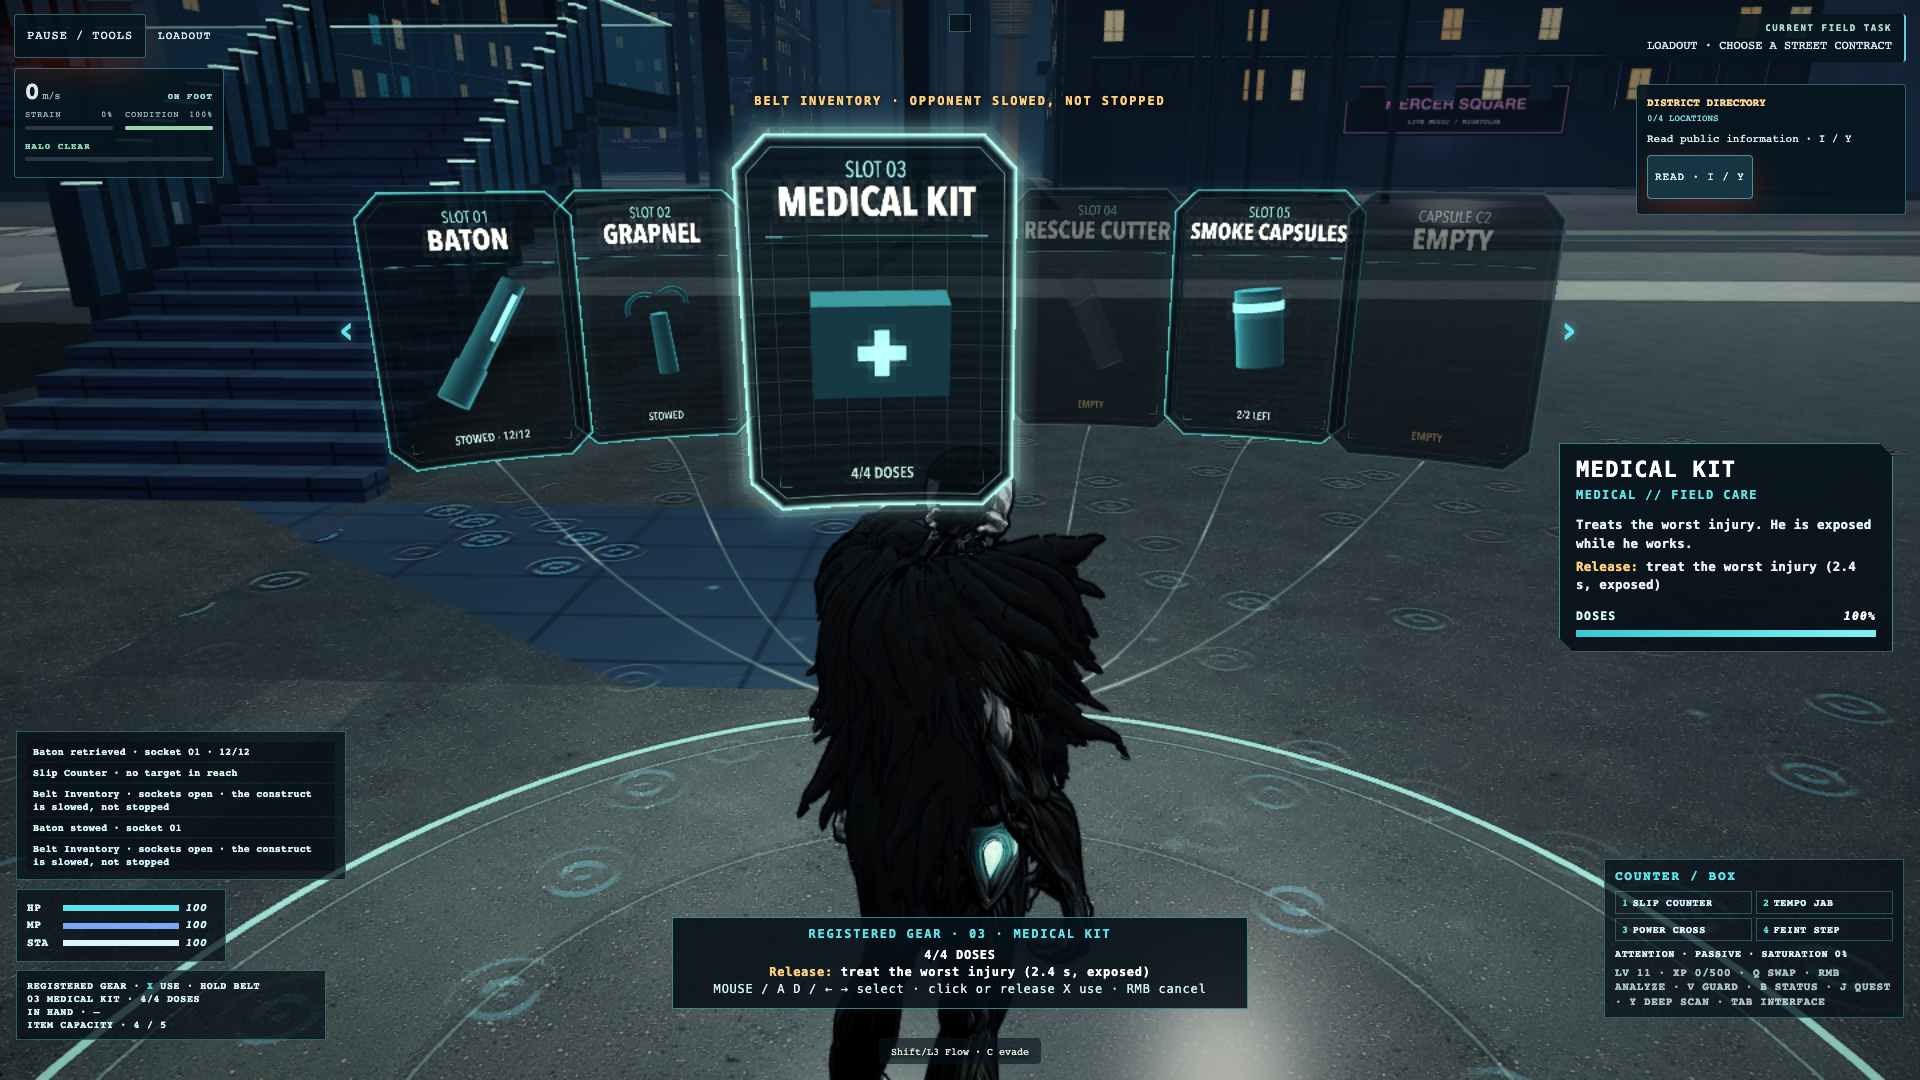 PAUSE / TOOLS
LOADOUT
0 m/s
ON FOOT
STRAIN 0%
CONDITION 100%
HALO CLEAR
BELT INVENTORY · OPPONENT SLOWED, NOT STOPPED
CURRENT FIELD TASK
LOADOUT · CHOOSE A STREET CONTRACT
DISTRICT DIRECTORY
0/4 LOCATIONS
Read public information · I / Y
READ · I / Y
MERCER SQUARE
LIVE MUSIC / NIGHTCLUB
SLOT 01
BATON
STOWED · 12/12
SLOT 02
GRAPNEL
STOWED
SLOT 03
MEDICAL KIT
4/4 DOSES
SLOT 04
RESCUE CUTTER
EMPTY
SLOT 05
SMOKE CAPSULES
2/2 LEFT
CAPSULE C2
EMPTY
EMPTY
‹
›
MEDICAL KIT
MEDICAL // FIELD CARE
Treats the worst injury. He is exposed
while he works.
Release: treat the worst injury (2.4
s, exposed)
DOSES 100%
Baton retrieved · socket 01 · 12/12
Slip Counter · no target in reach
Belt Inventory · sockets open · the construct
is slowed, not stopped
Baton stowed · socket 01
Belt Inventory · sockets open · the construct
is slowed, not stopped
HP 100
MP 100
STA 100
REGISTERED GEAR · X USE · HOLD BELT
03 MEDICAL KIT · 4/4 DOSES
IN HAND · —
ITEM CAPACITY · 4 / 5
REGISTERED GEAR · 03 · MEDICAL KIT
4/4 DOSES
Release: treat the worst injury (2.4 s, exposed)
MOUSE / A D / ← → select · click or release X use · RMB cancel
Shift/L3 Flow · C evade
COUNTER / BOX
1 SLIP COUNTER
2 TEMPO JAB
3 POWER CROSS
4 FEINT STEP
ATTENTION · PASSIVE · SATURATION 0%
LV 11 · XP 0/500 · Q SWAP · RMB
ANALYZE · V GUARD · B STATUS · J QUEST
· Y DEEP SCAN · TAB INTERFACE